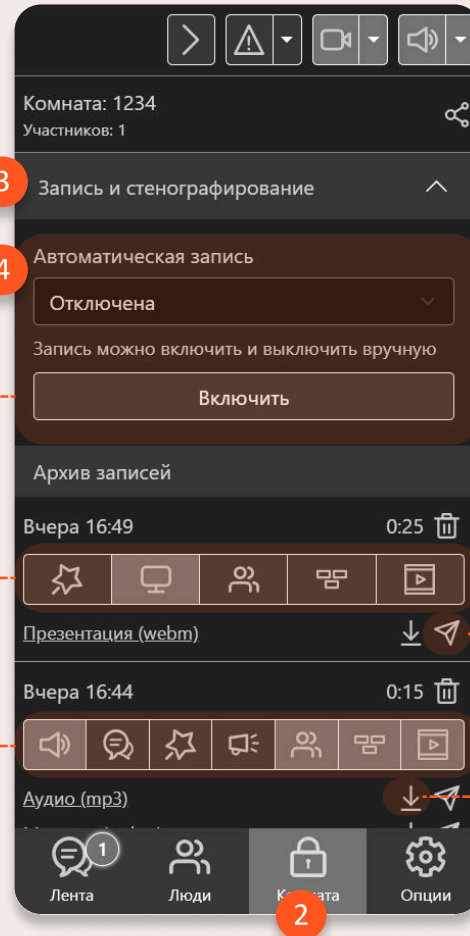 Комната: 1234
Участников: 1
3
Запись и стенографирование
4
Автоматическая запись
Отключена
Запись можно включить и выключить вручную
Включить
Архив записей
Вчера 16:49 0:25
Презентация (webm)
Вчера 16:44 0:15
Аудио (mp3)
1
Лента Люди Опции
2